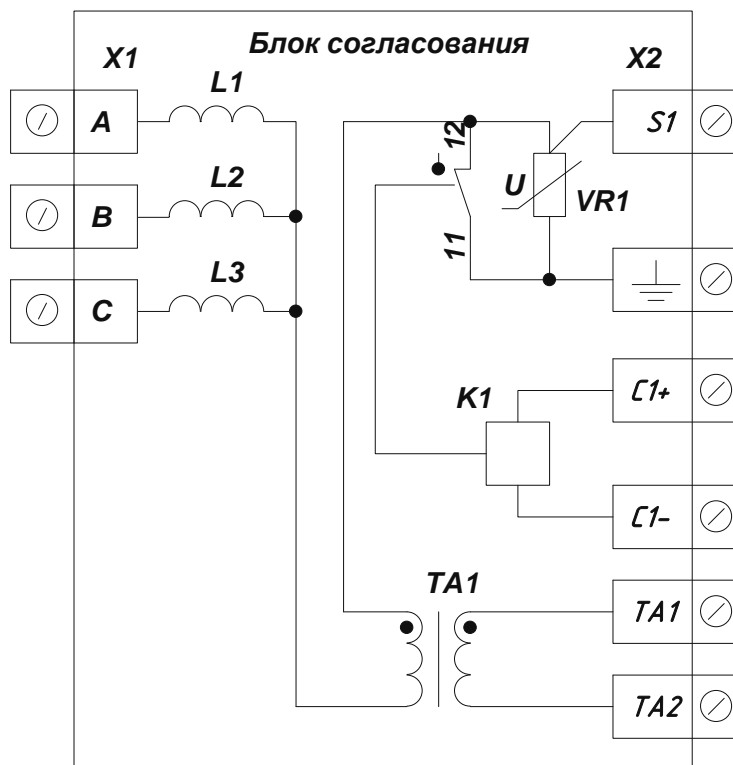 Блок согласования
X1
X2
L1
A
12
S1
L2
U
VR1
B
11
L3
C
K1
C1+
C1-
TA1
TA1
TA2